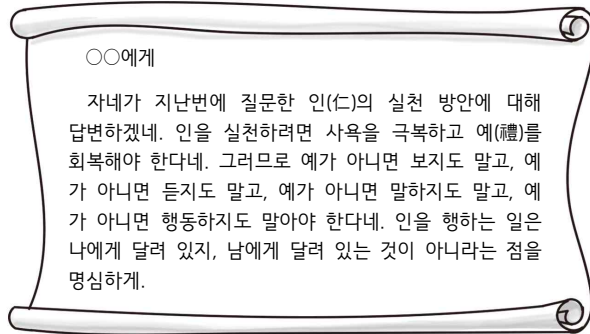 ○○에게
자네가 지난번에 질문한 인(仁)의 실천 방안에 대해
답변하겠네. 인을 실천하려면 사욕을 극복하고 예(禮)를
회복해야 한다네. 그러므로 예가 아니면 보지도 말고, 예
가 아니면 듣지도 말고, 예가 아니면 말하지도 말고, 예
가 아니면 행동하지도 말아야 한다네. 인을 행하는 일은
나에게 달려 있지, 남에게 달려 있는 것이 아니라는 점을
명심하게.